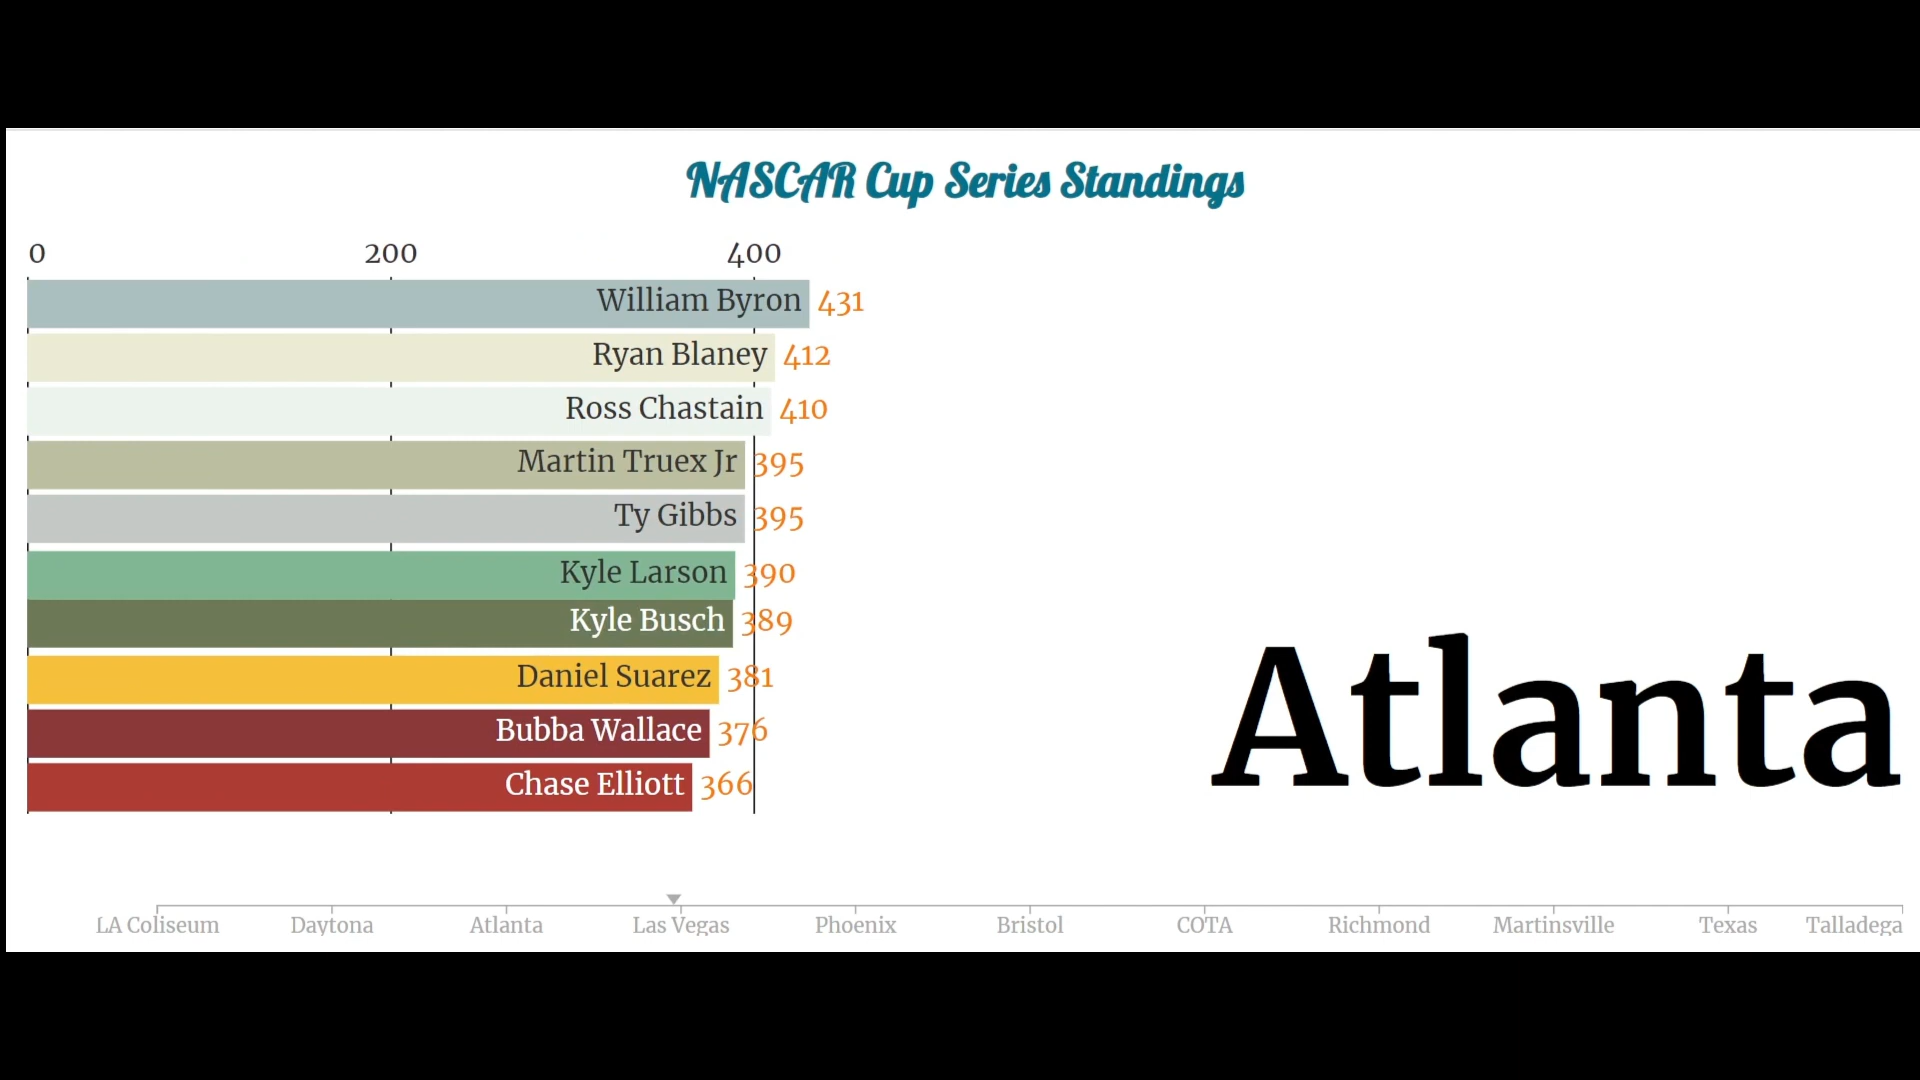 NASCAR Cup Series Standings
0 200 400
William Byron 431
Ryan Blaney 412
Ross Chastain 410
Martin Truex Jr 395
Ty Gibbs 395
Kyle Larson 390
Kyle Busch 389
Daniel Suarez 381
Bubba Wallace 376
Chase Elliott 366
Atlanta
LA Coliseum Daytona Atlanta Las Vegas Phoenix Bristol COTA Richmond Martinsville Texas Talladega